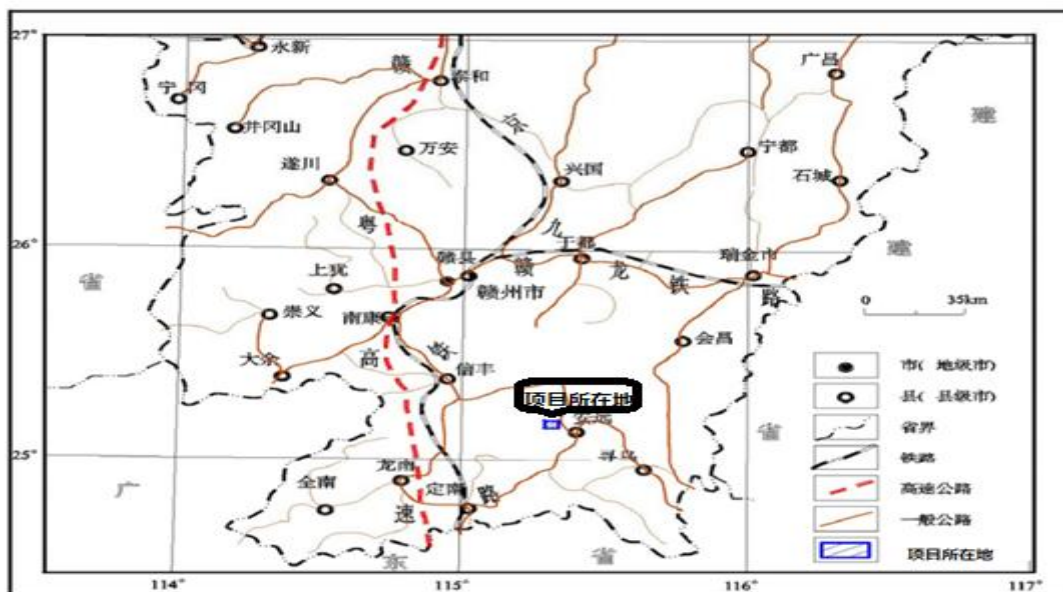 27°
永新
赣
泰和
广昌
宁冈
建
井冈山
京
万安
宁都
遂川
兴国
石城
粤
九
26°
于都
建
省
赣县
赣
瑞金市
上犹
龙
铁
赣州市
路
0 35km
崇义
南康
会昌
高
铁
大余
信丰
市( 地级市)
项目所在地
县( 县级市)
安远
省
省界
25°
龙南
寻乌
铁路
广
全南
定南
路
高速公路
速
一般公路
东
省
项目所在地
114°
115°
116°
117°